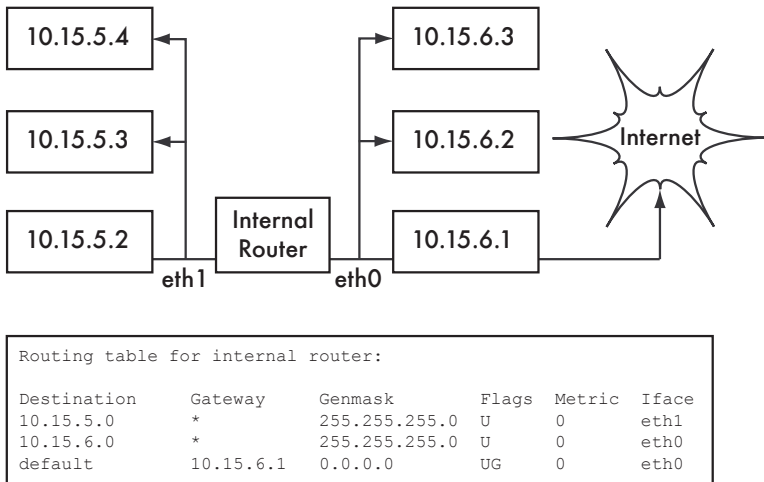 10.15.5.4
10.15.6.3
10.15.5.3
10.15.6.2
Internet
10.15.5.2
Internal
Router
10.15.6.1
eth1
eth0
Routing table for internal router:
Destination Gateway Genmask Flags Metric Iface
10.15.5.0 * 255.255.255.0 U 0 eth1
10.15.6.0 * 255.255.255.0 U 0 eth0
default 10.15.6.1 0.0.0.0 UG 0 eth0